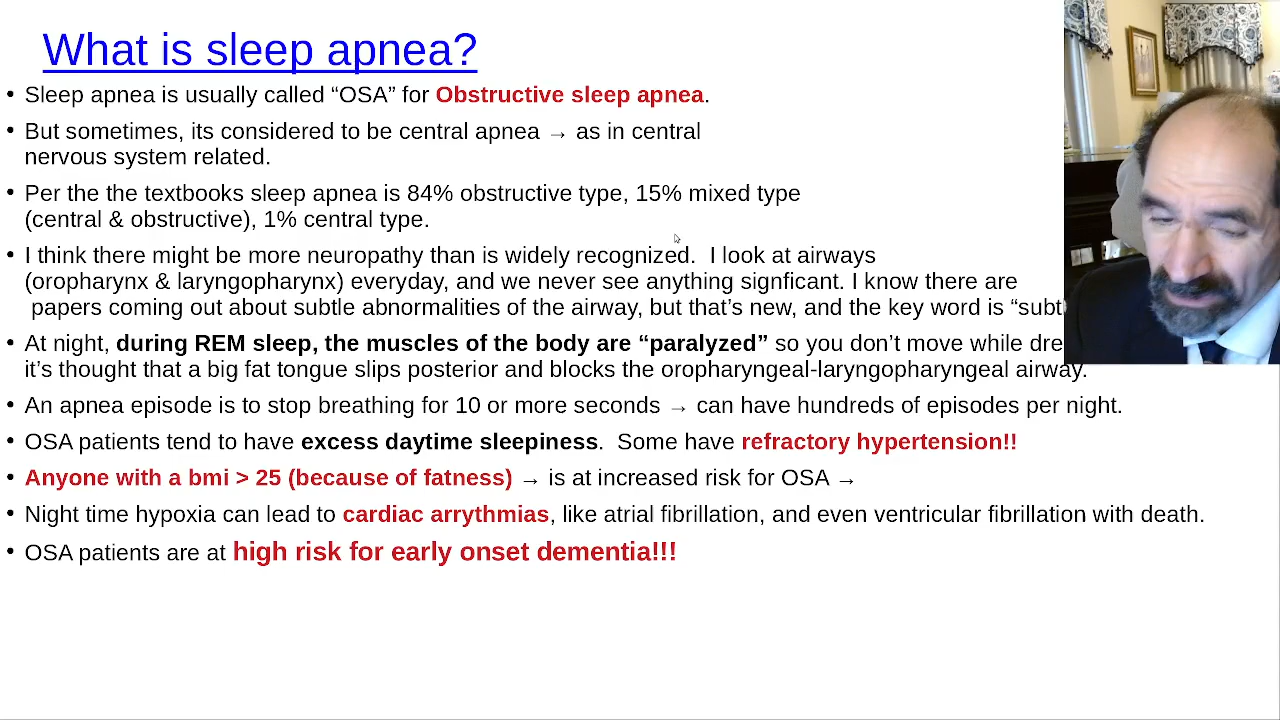 What is sleep apnea?
• Sleep apnea is usually called “OSA” for Obstructive sleep apnea.
• But sometimes, its considered to be central apnea → as in central
nervous system related.
• Per the the textbooks sleep apnea is 84% obstructive type, 15% mixed type
(central & obstructive), 1% central type.
• I think there might be more neuropathy than is widely recognized.  I look at airways
(oropharynx & laryngopharynx) everyday, and we never see anything signficant. I know there are
papers coming out about subtle abnormalities of the airway, but that’s new, and the key word is
• At night, during REM sleep, the muscles of the body are “paralyzed” so you don’t move while
it’s thought that a big fat tongue slips posterior and blocks the oropharyngeal-laryngopharyngeal airway.
• An apnea episode is to stop breathing for 10 or more seconds → can have hundreds of episodes per night.
• OSA patients tend to have excess daytime sleepiness.  Some have refractory hypertension!!
• Anyone with a bmi > 25 (because of fatness) → is at increased risk for OSA →
• Night time hypoxia can lead to cardiac arrythmias, like atrial fibrillation, and even ventricular fibrillation with death.
• OSA patients are at high risk for early onset dementia!!!